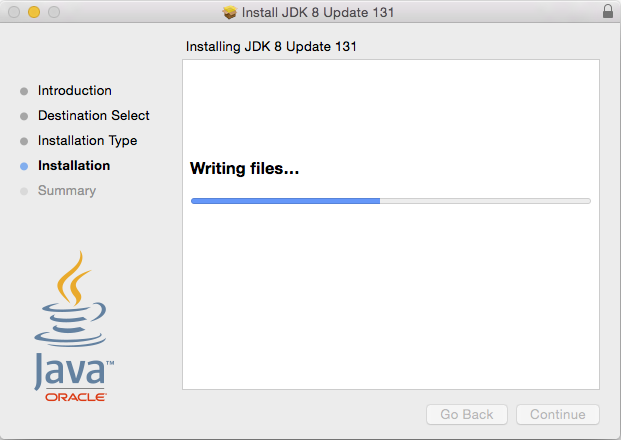 Install JDK 8 Update 131
Installing JDK 8 Update 131
Introduction
Destination Select
Installation Type
Installation
Summary
Writing files...
Java™
ORACLE®
Go Back
Continue